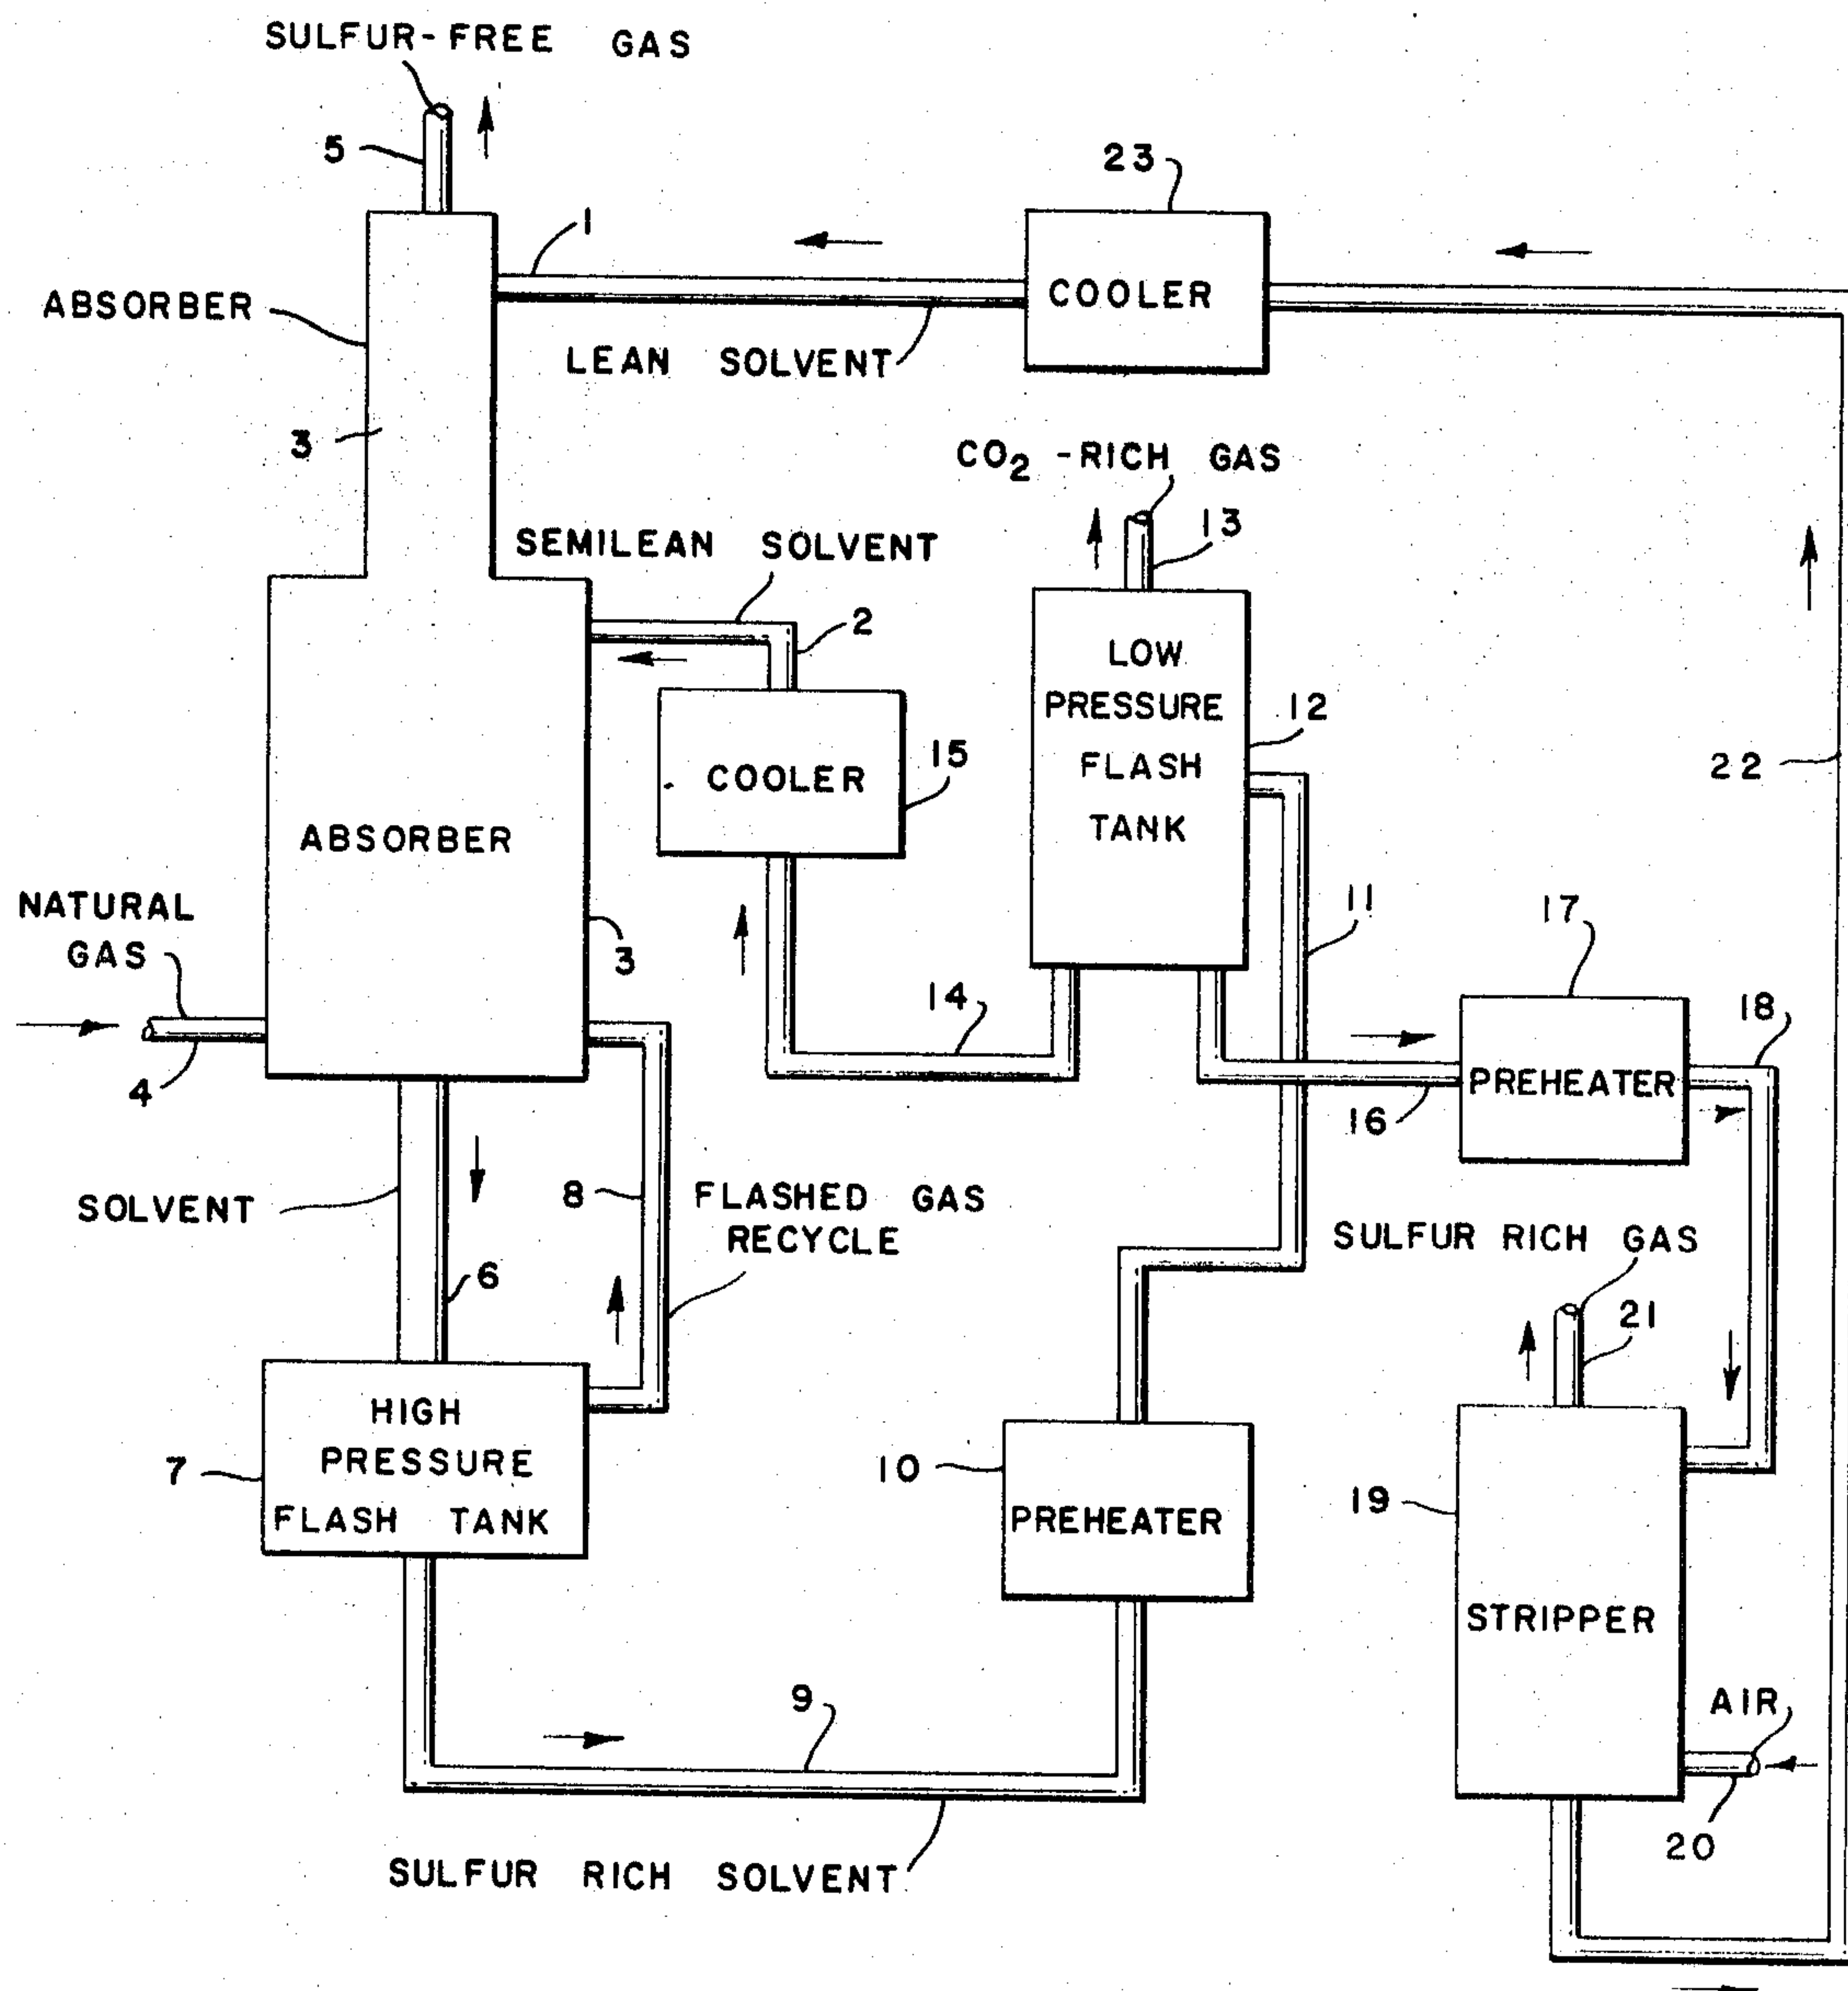 SULFUR-FREE GAS
5
23
1
ABSORBER
COOLER
LEAN SOLVENT
3
CO₂-RICH GAS
13
SEMILEAN SOLVENT
2
LOW
PRESSURE
FLASH
TANK
12
22
COOLER
15
ABSORBER
NATURAL
GAS
3
11
17
4
14
18
PREHEATER
16
SOLVENT
8
FLASHED GAS
RECYCLE
SULFUR RICH GAS
6
21
HIGH
PRESSURE
FLASH TANK
7
10
PREHEATER
19
STRIPPER
9
AIR
20
SULFUR RICH SOLVENT